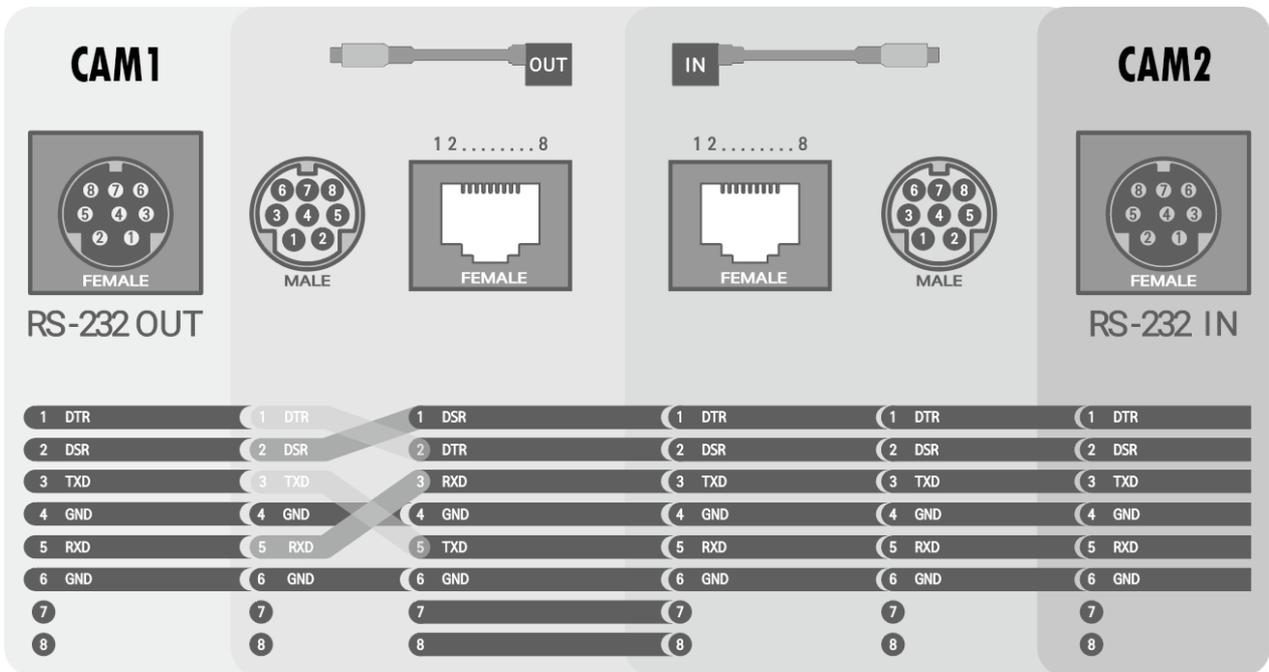 CAM1
OUT
IN
CAM2
1 2 . . . . . . . . 8
1 2 . . . . . . . . 8
8 7 6
5 4 3
2 1
FEMALE
6 7 8
3 4 5
1 2
MALE
FEMALE
FEMALE
6 7 8
3 4 5
1 2
MALE
8 7 6
5 4 3
2 1
FEMALE
RS-232 OUT
RS-232 IN
1 DTR 1 DTR 1 DSR 1 DTR 1 DTR 1 DTR
2 DSR 2 DSR 2 DTR 2 DSR 2 DSR 2 DSR
3 TXD 3 TXD 3 RXD 3 TXD 3 TXD 3 TXD
4 GND 4 GND 4 GND 4 GND 4 GND 4 GND
5 RXD 5 RXD 5 TXD 5 RXD 5 RXD 5 RXD
6 GND 6 GND 6 GND 6 GND 6 GND 6 GND
7 7 7 7 7 7
8 8 8 8 8 8